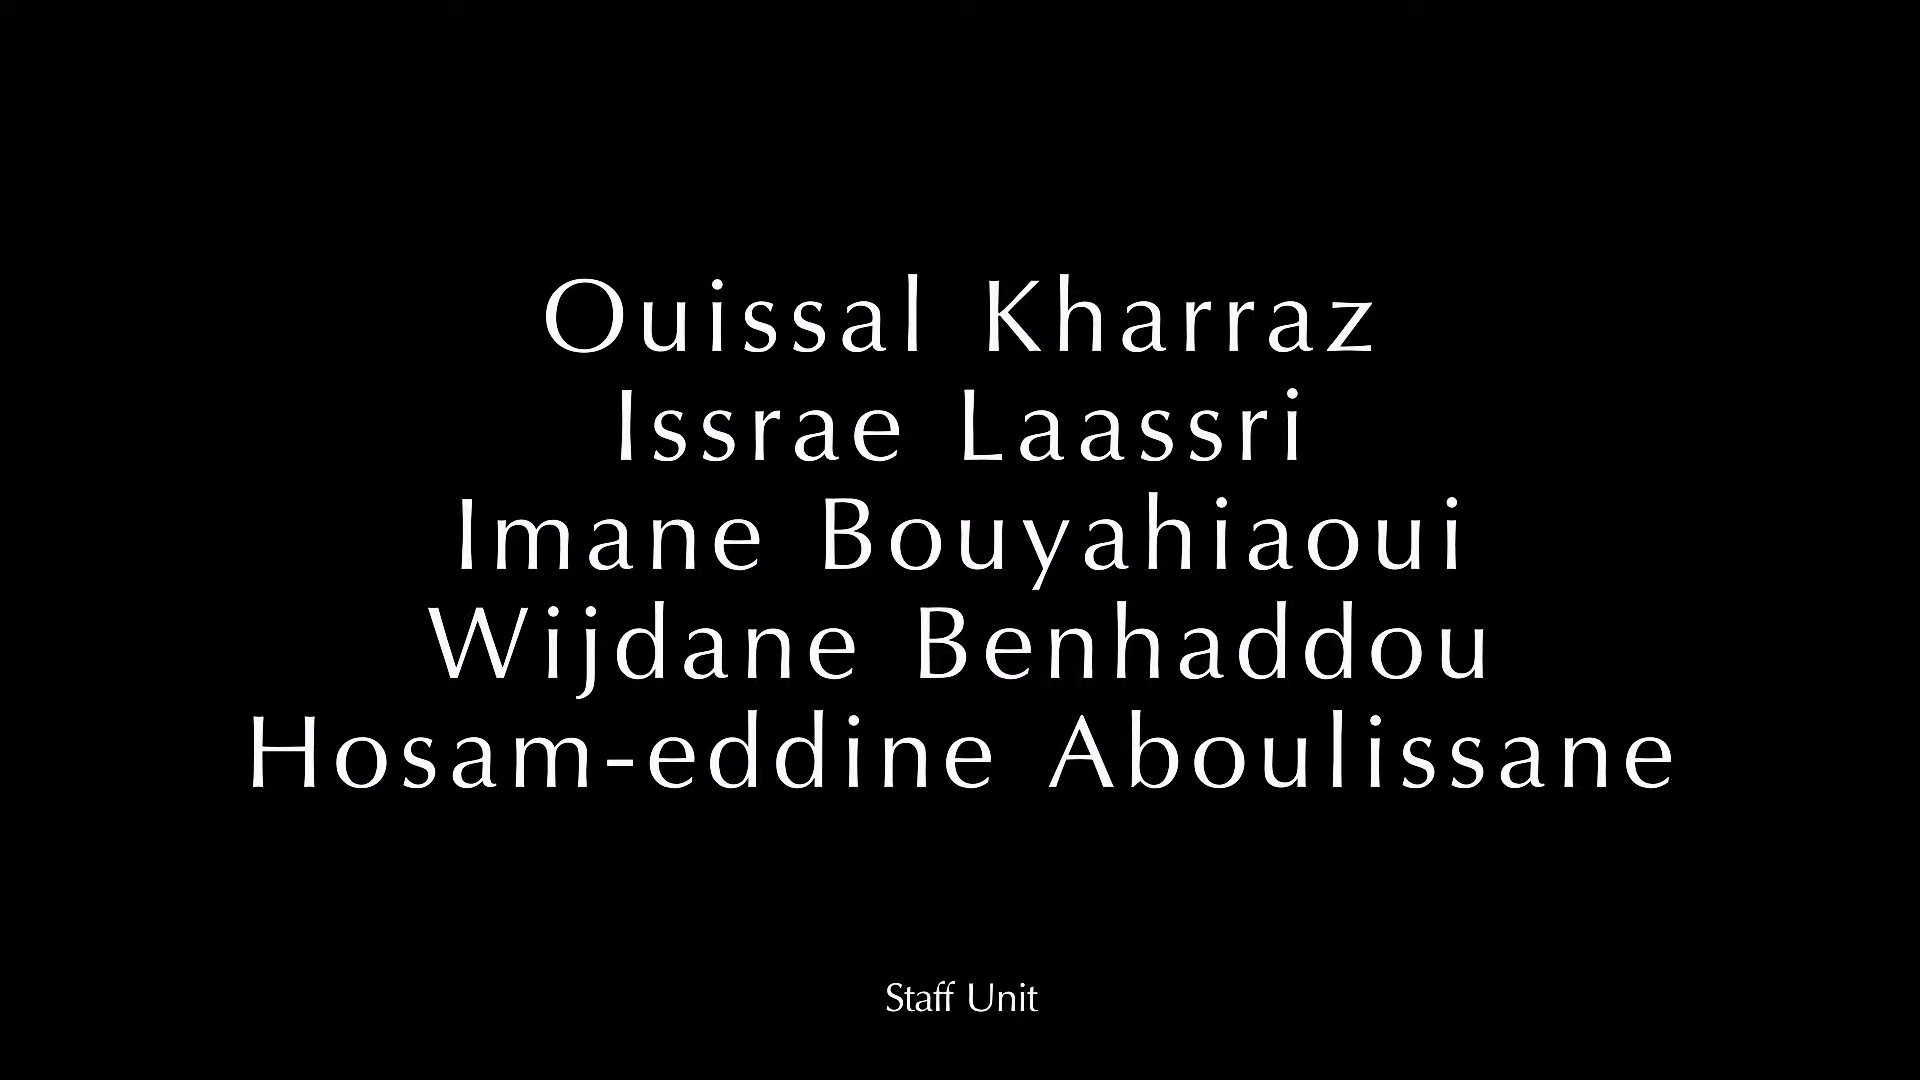 Ouissal Kharraz
Issrae Laassri
Imane Bouyahiaoui
Wijdane Benhaddou
Hosam-eddine Aboulissane
Staff Unit